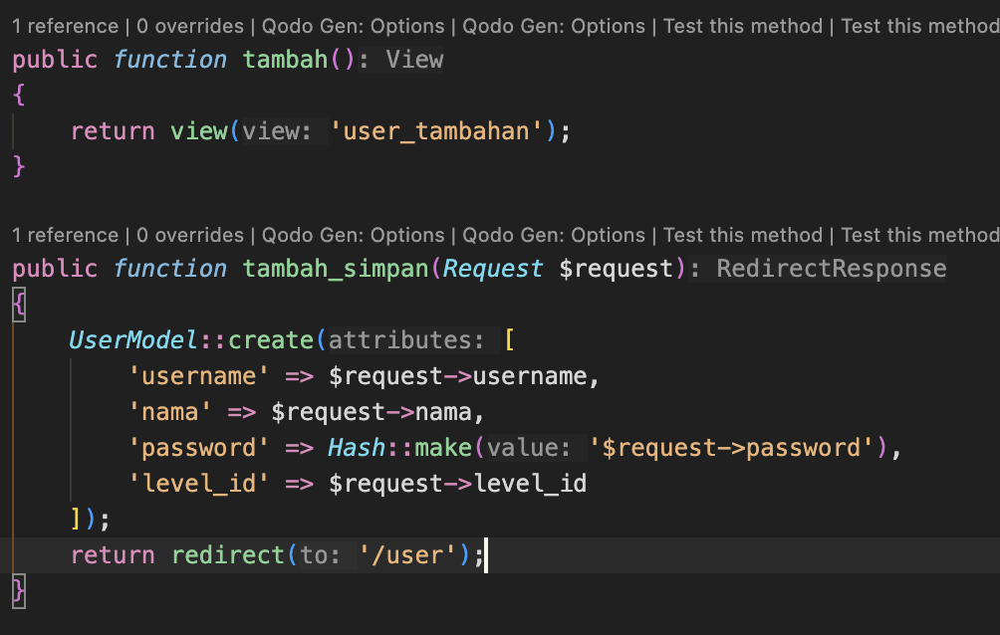 1 reference | 0 overrides | Qodo Gen: Options | Qodo Gen: Options | Test this method | Test this method
public function tambah(): View
{
    return view(view: 'user_tambahan');
}
1 reference | 0 overrides | Qodo Gen: Options | Qodo Gen: Options | Test this method | Test this method
public function tambah_simpan(Request $request): RedirectResponse
{
    UserModel::create(attributes: [
        'username' => $request->username,
        'nama' => $request->nama,
        'password' => Hash::make(value: '$request->password'),
        'level_id' => $request->level_id
    ]);
    return redirect(to: '/user');
}